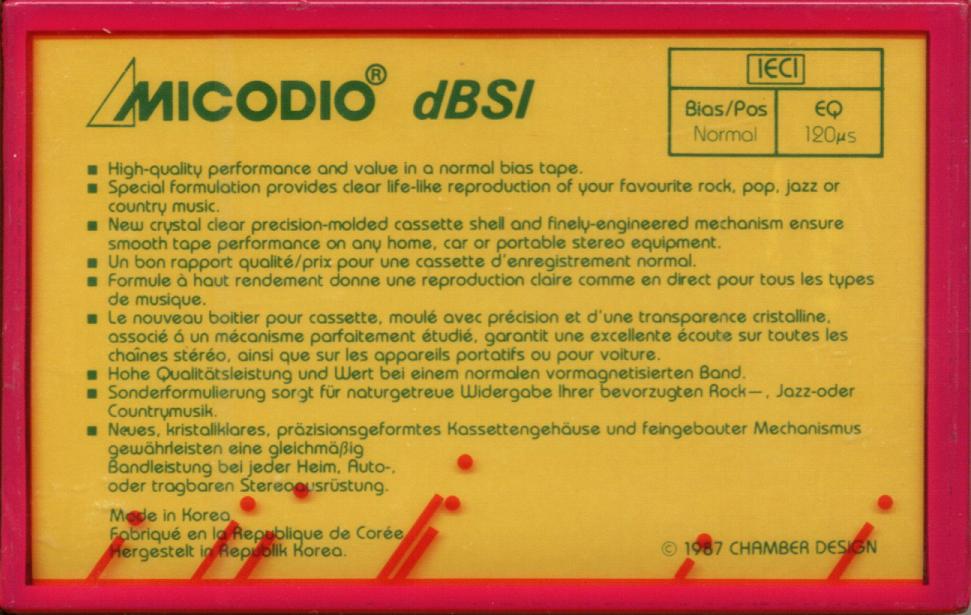 MICODIO® dBSI
IECI
Bias/Pos EQ
Normal 120µs
■ High-quality performance and value in a normal bias tape.
■ Special formulation provides clear life-like reproduction of your favourite rock, pop, jazz or
country music.
■ New crystal clear precision-molded cassette shell and finely-engineered mechanism ensure
smooth tape performance on any home, car or portable stereo equipment.
■ Un bon rapport qualité/prix pour une cassette d'enregistrement normal.
■ Formule à haut rendement donne une reproduction claire comme en direct pour tous les types
de musique.
■ Le nouveau boitier pour cassette, moulé avec précision et d'une transparence cristalline,
associé á un mécanisme parfaitement étudié, garantit une excellente écoute sur toutes les
chaînes stéréo, ainsi que sur les appareils portatifs ou pour voiture.
■ Hohe Qualitätsleistung und Wert bei einem normalen vormagnetisierten Band.
■ Sonderformulierung sorgt für naturgetreue Widergabe Ihrer bevorzugten Rock—, Jazz-oder
Countrymusik.
■ Neues, kristaliklares, präzisionsgeformtes Kassettengehäuse und feingebauter Mechanismus
gewährleisten eine gleichmäßig
Bandleistung bei jeder Heim, Auto-,
oder tragbaren Stereoausrüstung.
Made in Korea
Fabriqué en la Republique de Corée
Hergestelt in Republik Korea.
© 1987 CHAMBER DESIGN